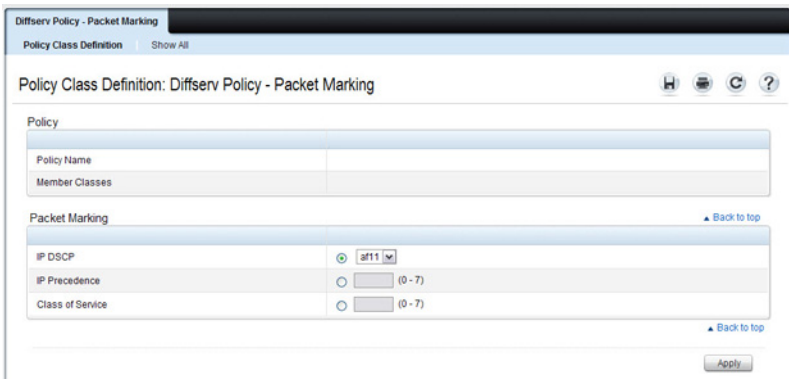 Diffserv Policy - Packet Marking
Policy Class Definition Show All
Policy Class Definition: Diffserv Policy - Packet Marking
Policy
Policy Name
Member Classes
Packet Marking
Back to top
IP DSCP af11
IP Precedence (0 - 7)
Class of Service (0 - 7)
Back to top
Apply